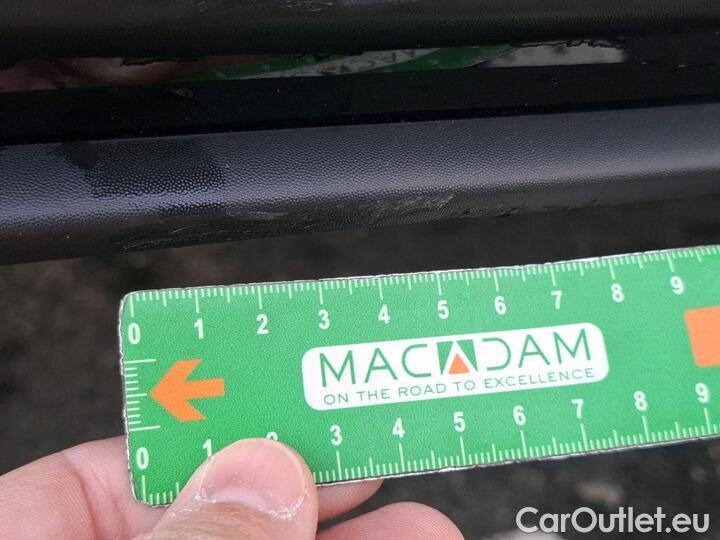 0 1 2 3 4 5 6 7 8 9
MACADAM
ON THE ROAD TO EXCELLENCE
0 1 2 3 4 5 6 7 8 9
CarOutlet.eu